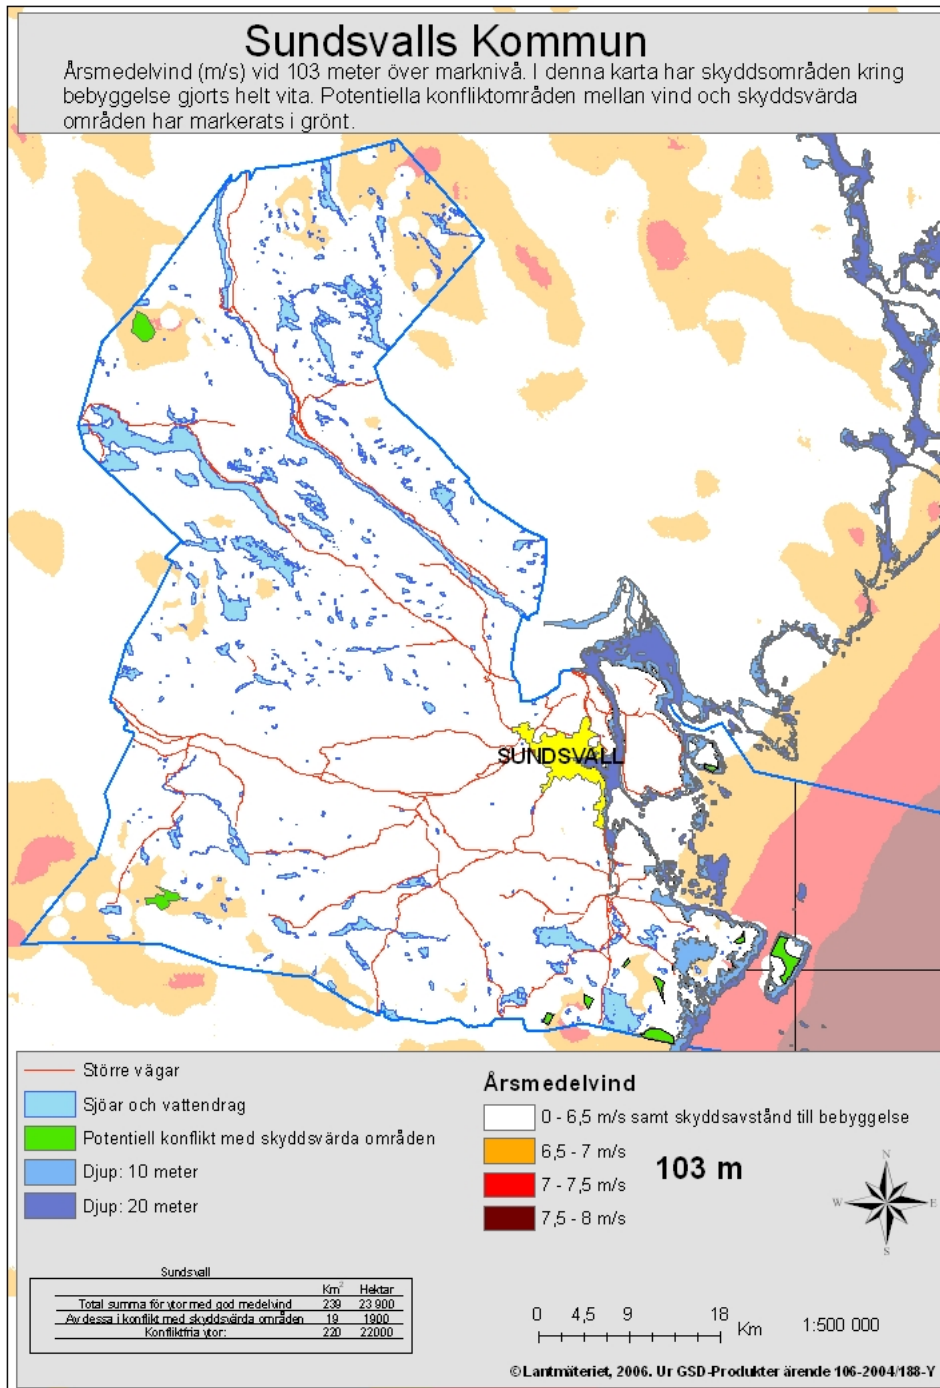 Sundsvalls Kommun
Årsmedelvind (m/s) vid 103 meter över marknivå. I denna karta har skyddsområden kring
bebyggelse gjorts helt vita. Potentiella konfliktområden mellan vind och skyddsvärda
områden har markerats i grönt.
SUNDSVALL
Större vägar
Sjöar och vattendrag
Potentiell konflikt med skyddsvärda områden
Djup: 10 meter
Djup: 20 meter
Årsmedelvind
0 - 6,5 m/s samt skyddsavstånd till bebyggelse
6,5 - 7 m/s
7 - 7,5 m/s
7,5 - 8 m/s
103 m
N
W E
S
Sundsvall
Km² Hektar
Total summa för ytor med god medelvind 239 23 900
Av dessa i konflikt med skyddsvärda områden 19 1900
Konfliktfria ytor: 220 22000
0 4,5 9 18 Km
1:500 000
© Lantmäteriet, 2006. Ur GSD-Produkter ärende 106-2004/188-Y